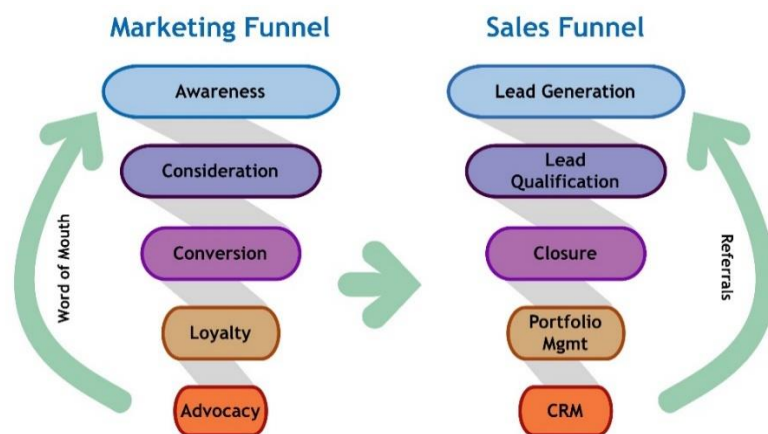 Marketing Funnel
Awareness
Consideration
Conversion
Loyalty
Advocacy
Word of Mouth
Sales Funnel
Lead Generation
Lead
Qualification
Closure
Portfolio
Mgmt
CRM
Referrals